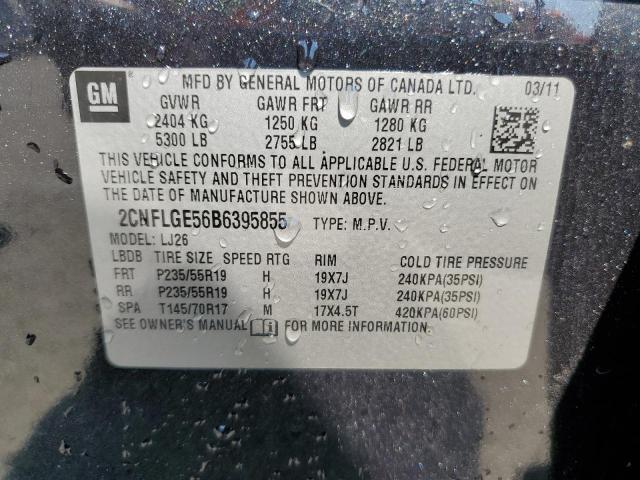 GM ® MFD BY GENERAL MOTORS OF CANADA LTD. 03/11
GVWR GAWR FRT GAWR RR
2404 KG 1250 KG 1280 KG
5300 LB 2755 LB 2821 LB
THIS VEHICLE CONFORMS TO ALL APPLICABLE U.S. FEDERAL MOTOR
VEHICLE SAFETY AND THEFT PREVENTION STANDARDS IN EFFECT ON
THE DATE OF MANUFACTURE SHOWN ABOVE.
2CNFLGE56B6395855 TYPE: M.P.V.
MODEL: LJ26
LBDB TIRE SIZE SPEED RTG RIM COLD TIRE PRESSURE
FRT P235/55R19 H 19X7J 240KPA(35PSI)
RR P235/55R19 H 19X7J 240KPA(35PSI)
SPA T145/70R17 M 17X4.5T 420KPA(60PSI)
SEE OWNER'S MANUAL FOR MORE INFORMATION.